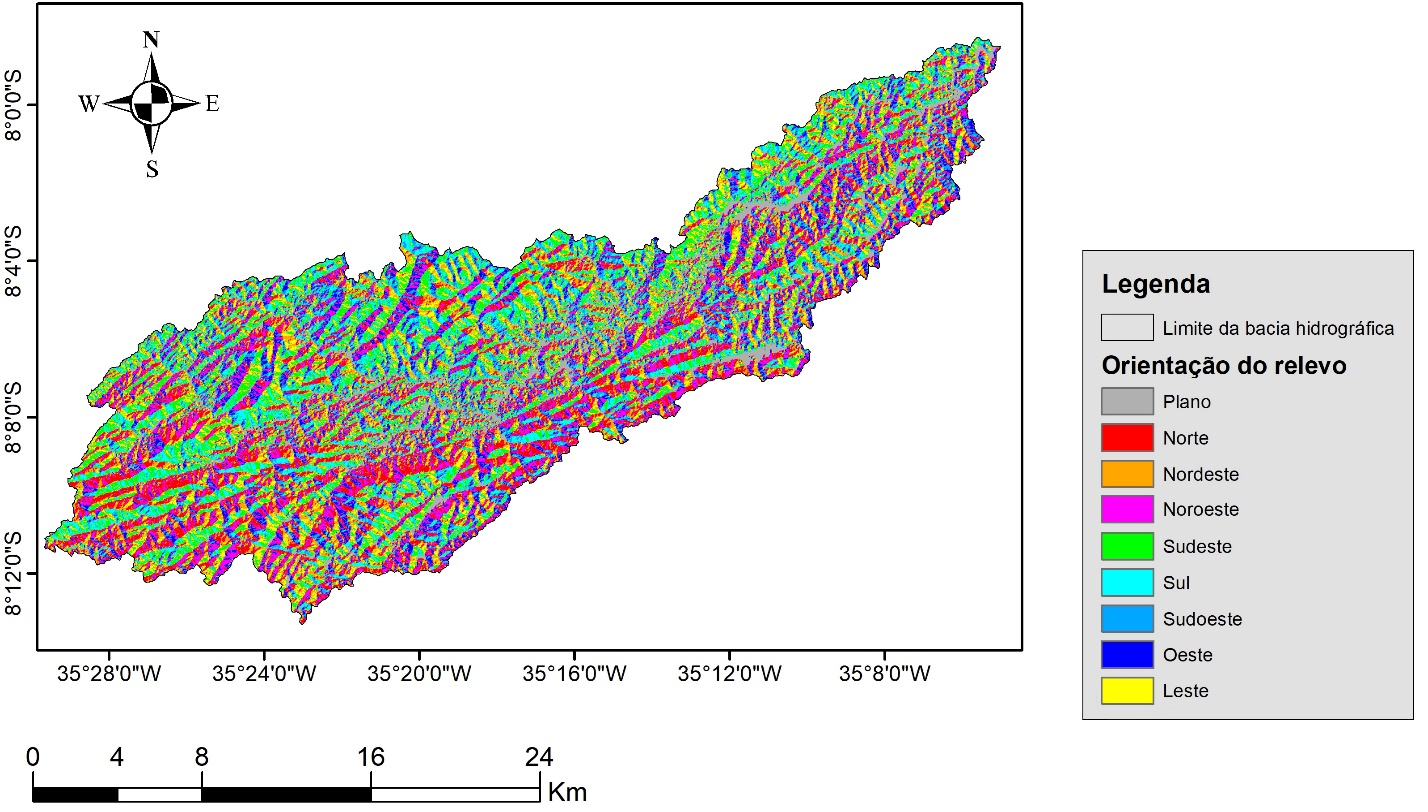 N
W E
S
8°0'0"S
8°4'0"S
8°8'0"S
8°12'0"S
35°28'0"W 35°24'0"W 35°20'0"W 35°16'0"W 35°12'0"W 35°8'0"W
0 4 8 16 24
Km
Legenda
Limite da bacia hidrográfica
Orientação do relevo
Plano
Norte
Nordeste
Noroeste
Sudeste
Sul
Sudoeste
Oeste
Leste